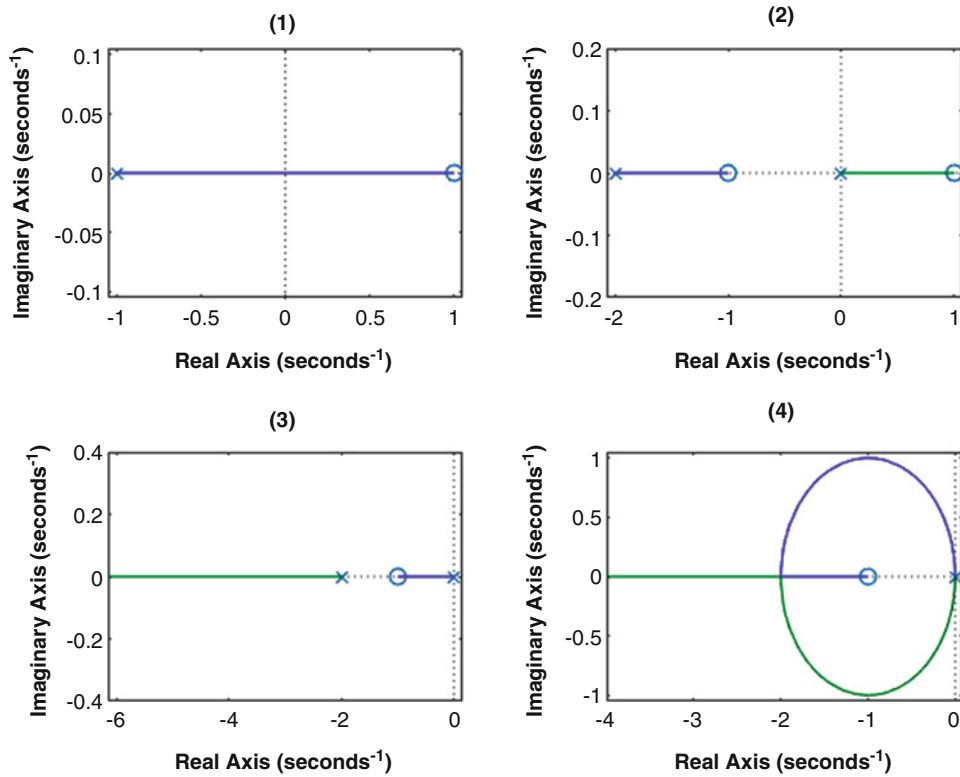 (1)
Imaginary Axis (seconds⁻¹)
0.1
0.05
0
-0.05
-0.1
-1 -0.5 0 0.5 1
Real Axis (seconds⁻¹)
(2)
Imaginary Axis (seconds⁻¹)
0.2
0.1
0
-0.1
-0.2
-2 -1 0 1
Real Axis (seconds⁻¹)
(3)
Imaginary Axis (seconds⁻¹)
0.4
0.2
0
-0.2
-0.4
-6 -4 -2 0
Real Axis (seconds⁻¹)
(4)
Imaginary Axis (seconds⁻¹)
1
0.5
0
-0.5
-1
-4 -3 -2 -1 0
Real Axis (seconds⁻¹)